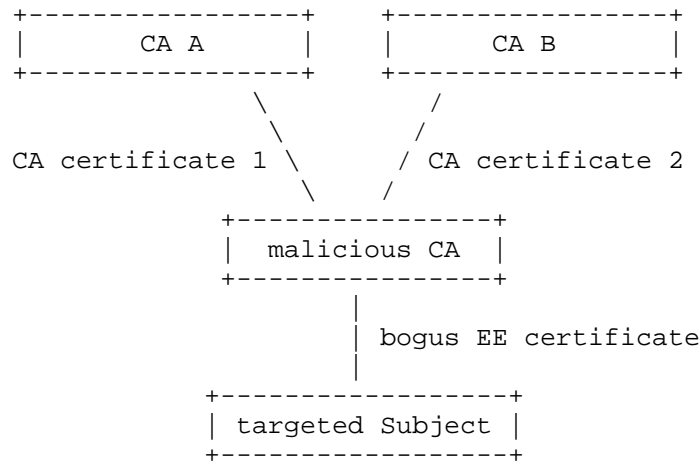 CA A CA B
CA certificate 1 CA certificate 2
malicious CA
bogus EE certificate
targeted Subject